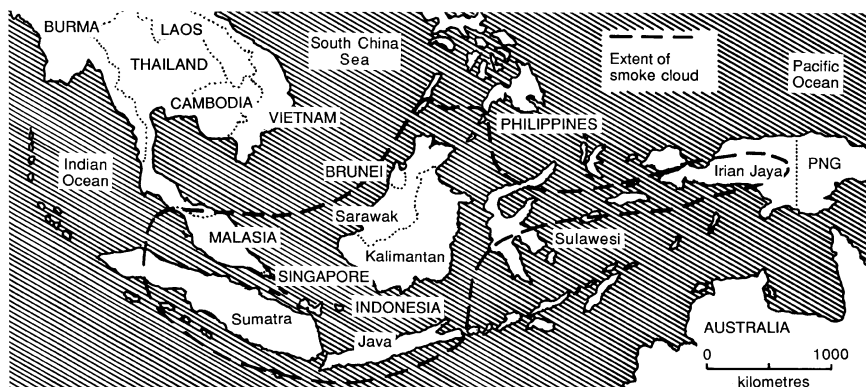 BURMA
LAOS
THAILAND
CAMBODIA
VIETNAM
South China
Sea
Extent of
smoke cloud
Pacific
Ocean
PHILIPPINES
Indian
Ocean
BRUNEI
Irian Jaya
PNG
Sarawak
MALASIA
Kalimantan
Sulawesi
SINGAPORE
INDONESIA
Sumatra
Java
AUSTRALIA
0 1000
kilometres